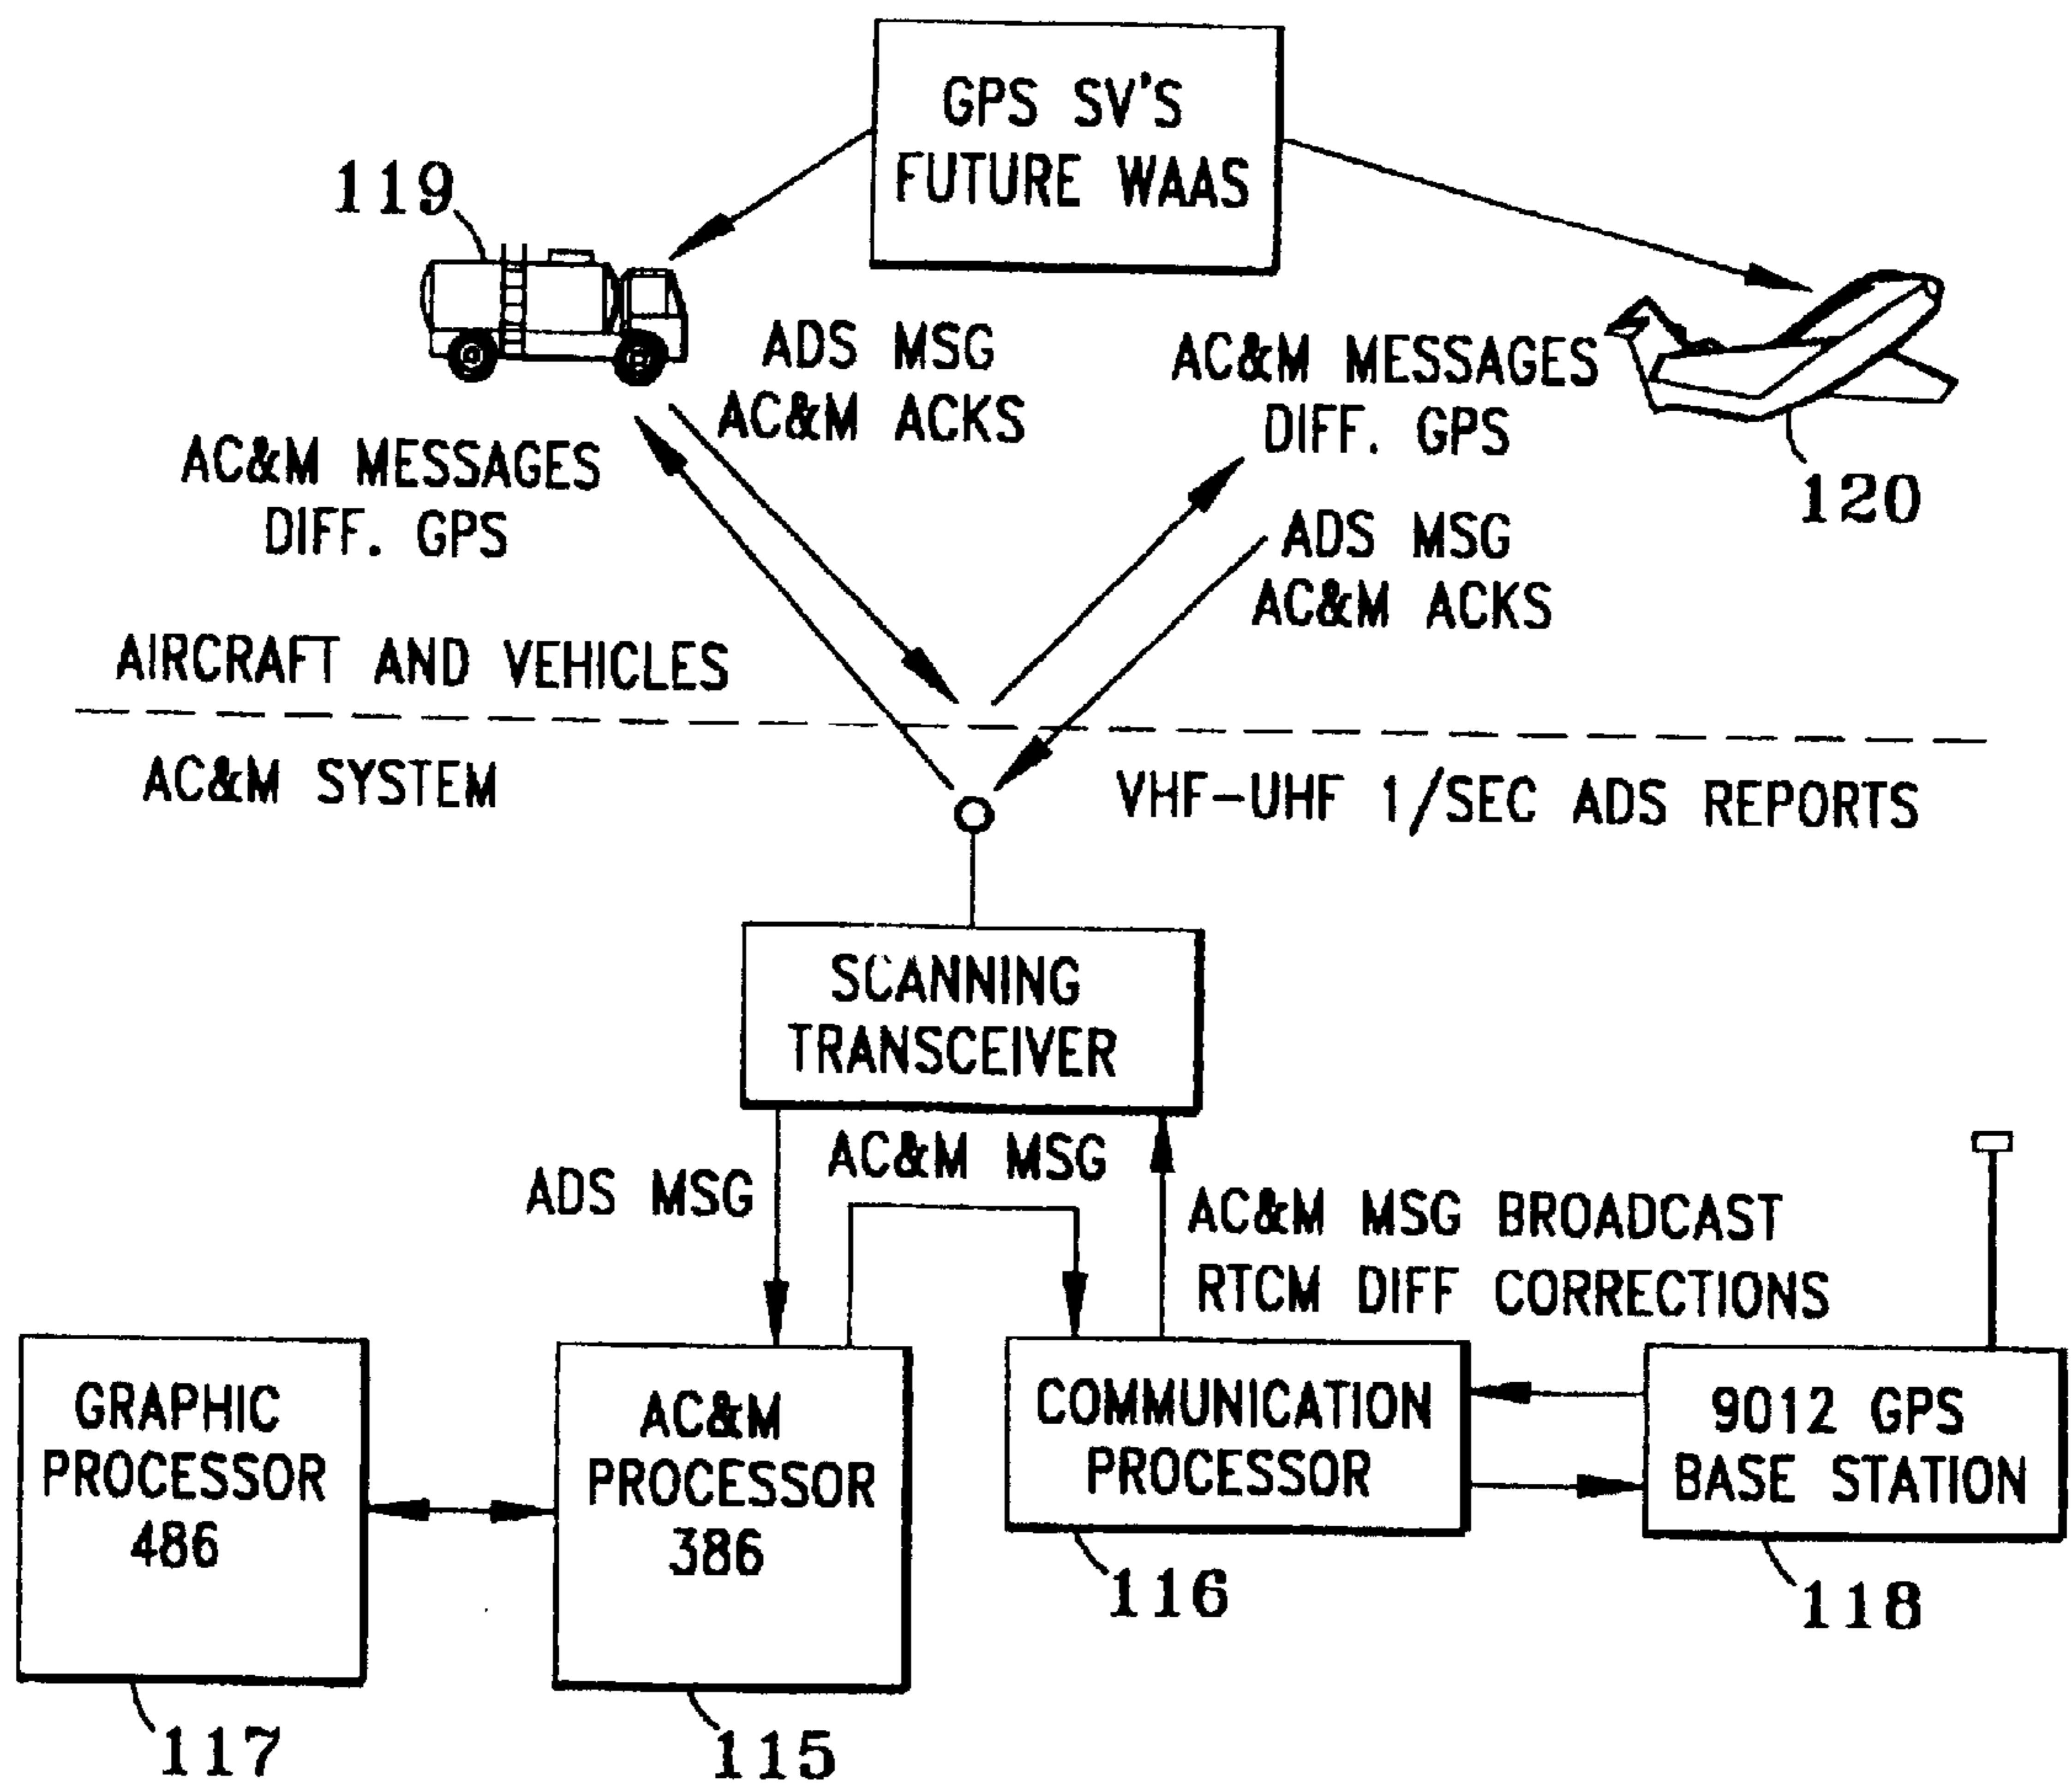 GPS SV'S
FUTURE WAAS
119
ADS MSG
AC&M ACKS
AC&M MESSAGES
DIFF. GPS
AC&M MESSAGES
DIFF. GPS
120
ADS MSG
AC&M ACKS
AIRCRAFT AND VEHICLES
AC&M SYSTEM
VHF-UHF 1/SEC ADS REPORTS
SCANNING
TRANSCEIVER
ADS MSG
AC&M MSG
AC&M MSG BROADCAST
RTCM DIFF CORRECTIONS
GRAPHIC
PROCESSOR
486
AC&M
PROCESSOR
386
COMMUNICATION
PROCESSOR
9012 GPS
BASE STATION
116
118
117
115